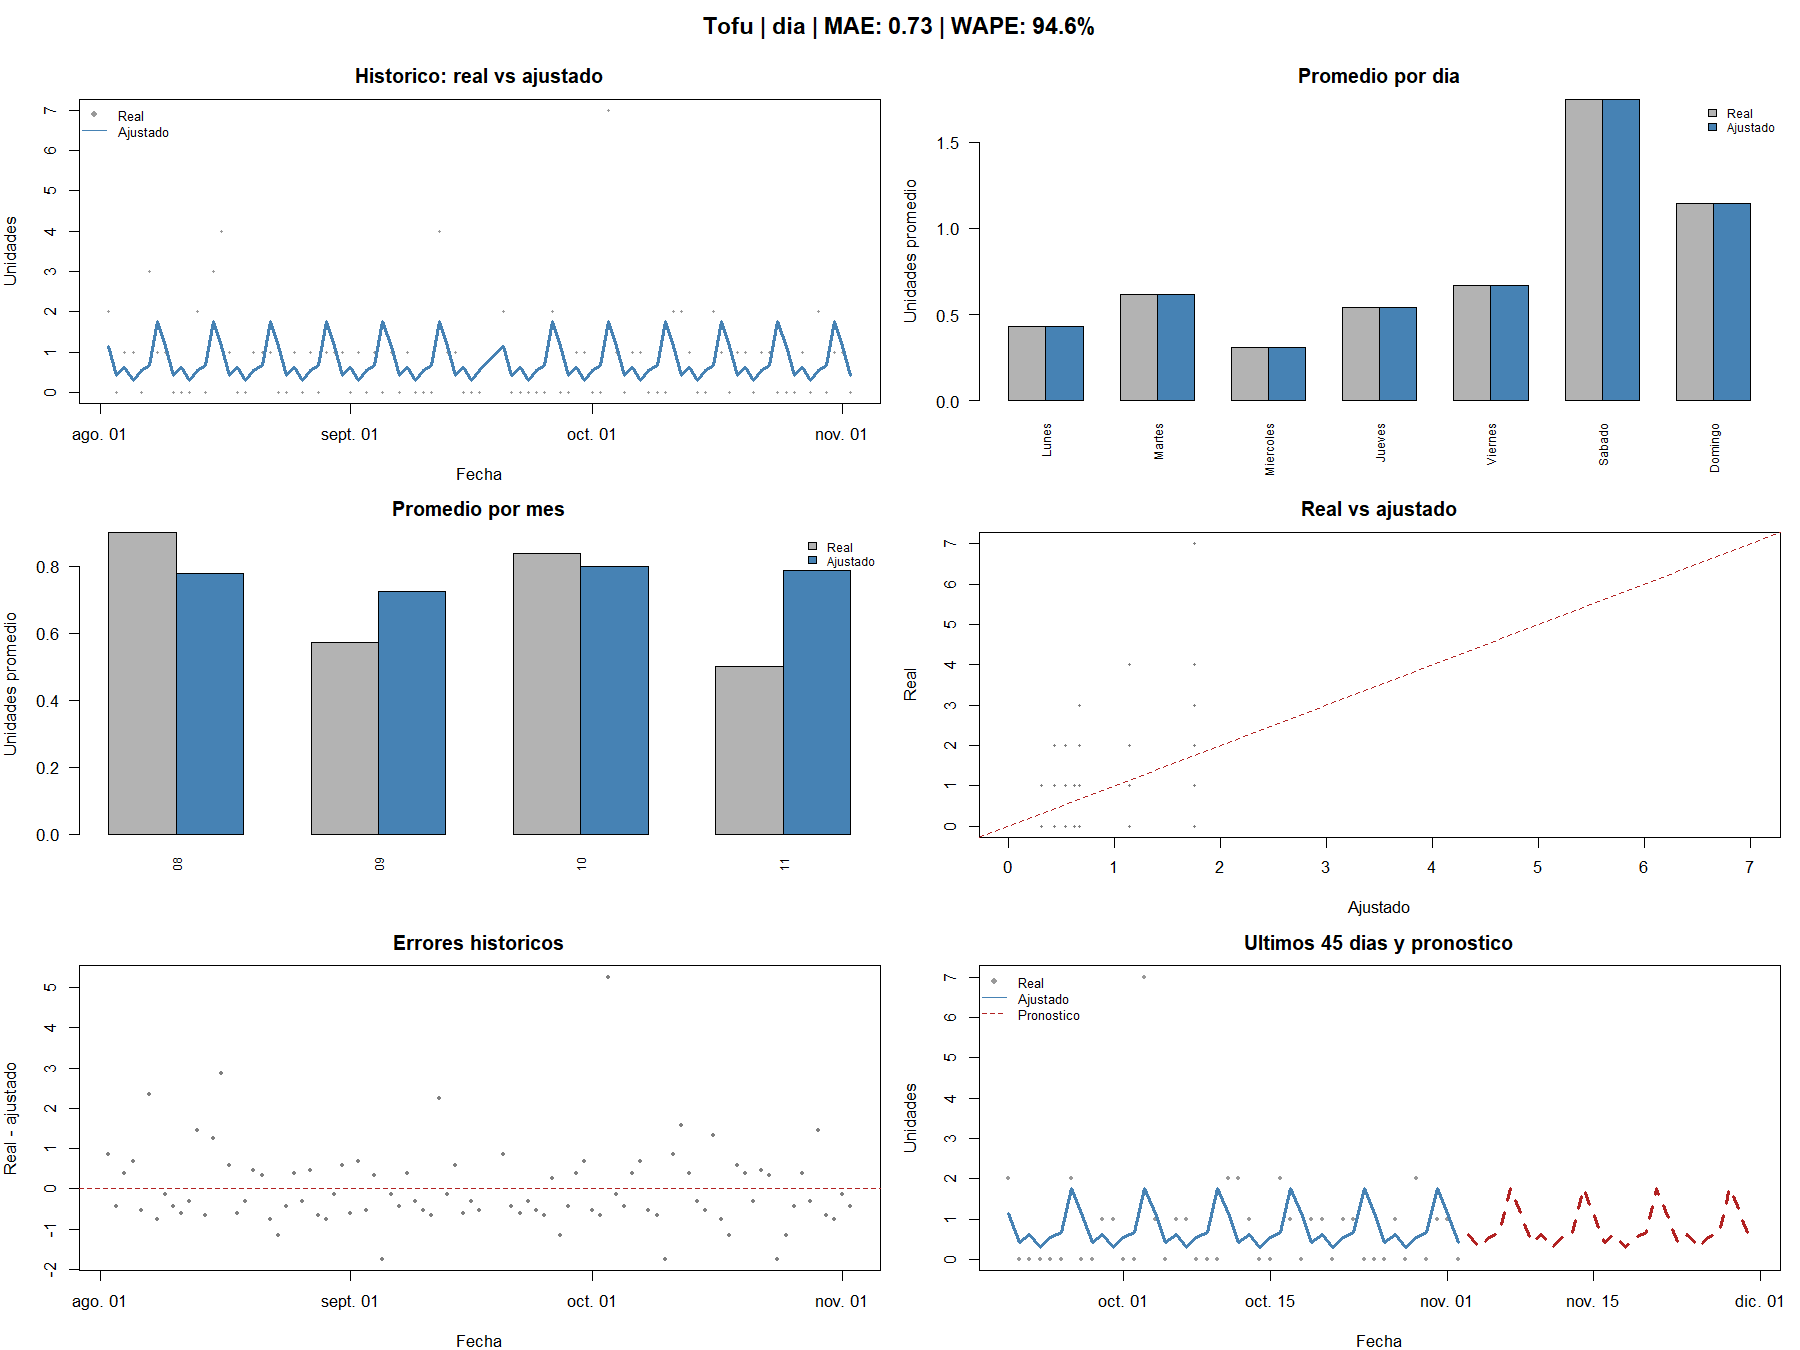 Tofu | dia | MAE: 0.73 | WAPE: 94.6%
Historico: real vs ajustado
Real
Ajustado
Unidades
7
6
5
4
3
2
1
0
ago. 01 sept. 01 oct. 01 nov. 01
Fecha
Promedio por dia
Real
Ajustado
Unidades promedio
1.5
1.0
0.5
0.0
Lunes Martes Miercoles Jueves Viernes Sabado Domingo
Promedio por mes
Real
Ajustado
Unidades promedio
0.8
0.6
0.4
0.2
0.0
08 09 10 11
Real vs ajustado
Real
7
6
5
4
3
2
1
0
0 1 2 3 4 5 6 7
Ajustado
Errores historicos
Real - ajustado
5
4
3
2
1
0
-1
-2
ago. 01 sept. 01 oct. 01 nov. 01
Fecha
Ultimos 45 dias y pronostico
Real
Ajustado
Pronostico
Unidades
7
6
5
4
3
2
1
0
oct. 01 oct. 15 nov. 01 nov. 15 dic. 01
Fecha